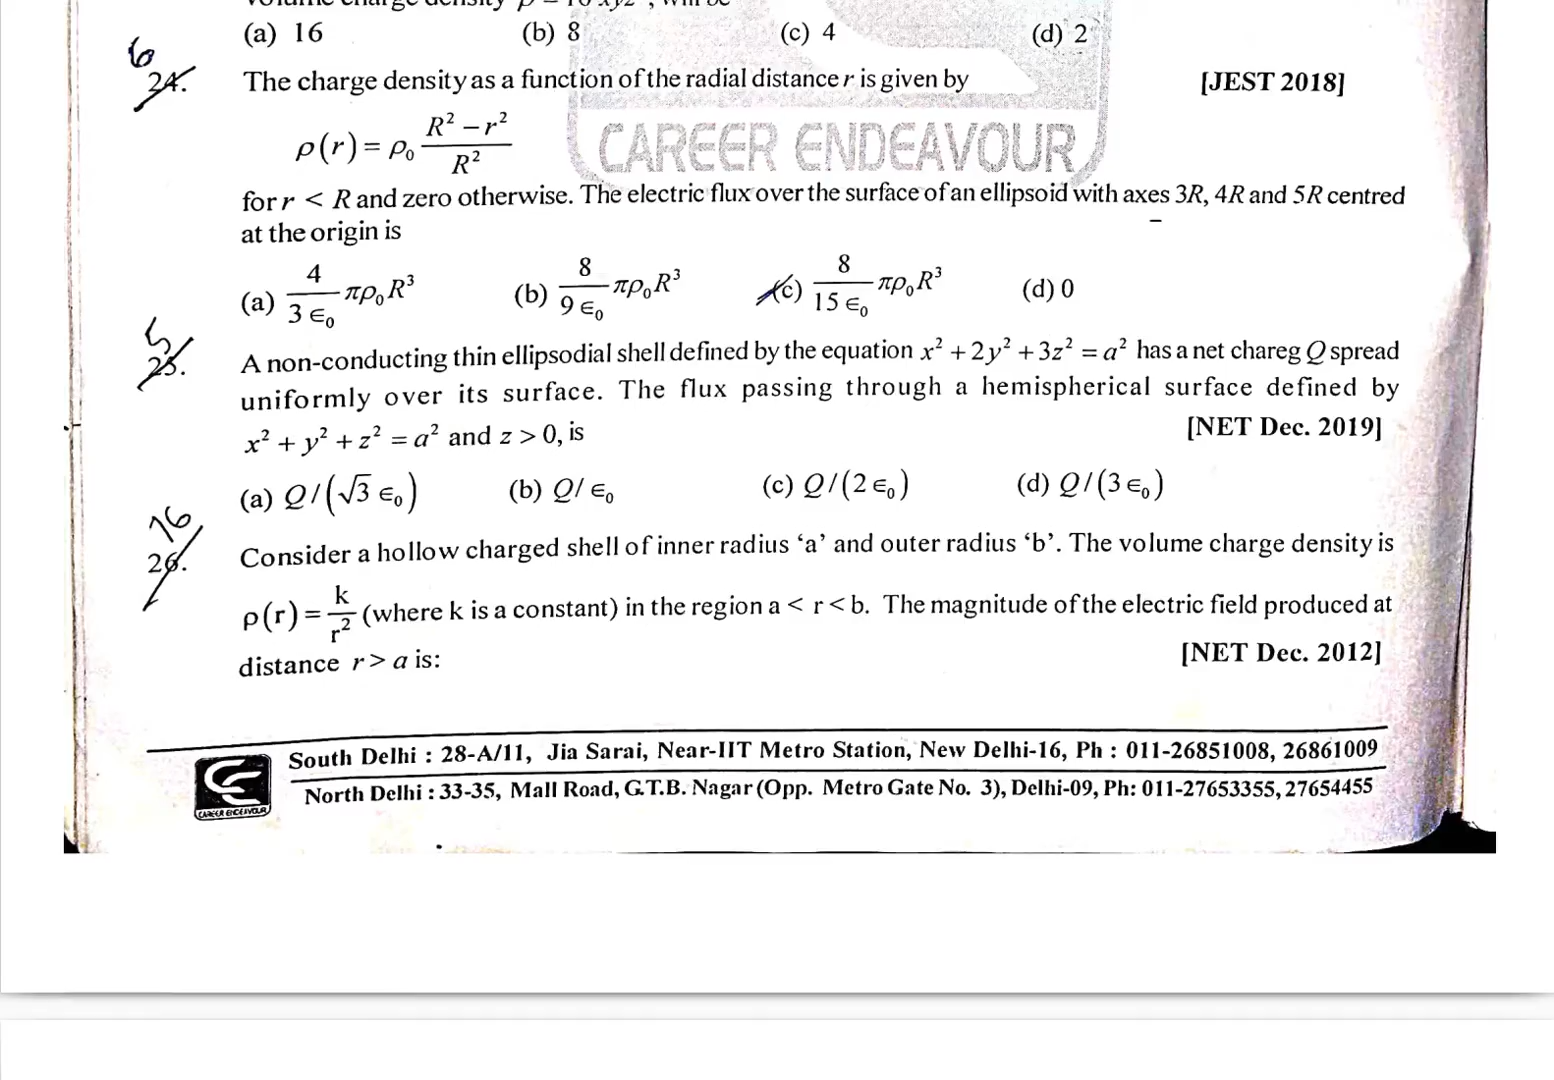 (a) 16 (b) 8 (c) 4 (d) 2
6
24. The charge density as a function of the radial distance r is given by [JEST 2018]
ρ(r) = ρ₀ (R² − r²)/R²
CAREER ENDEAVOUR
for r < R and zero otherwise. The electric flux over the surface of an ellipsoid with axes 3R, 4R and 5R centred
at the origin is
(a) 4/(3 ∈₀) πρ₀R³ (b) 8/(9 ∈₀) πρ₀R³ (c) 8/(15 ∈₀) πρ₀R³ (d) 0
5
25. A non-conducting thin ellipsodial shell defined by the equation x² + 2y² + 3z² = a² has a net chareg Q spread
uniformly over its surface. The flux passing through a hemispherical surface defined by
x² + y² + z² = a² and z > 0, is [NET Dec. 2019]
(a) Q/(√3 ∈₀) (b) Q/ ∈₀ (c) Q/(2 ∈₀) (d) Q/(3 ∈₀)
16
26. Consider a hollow charged shell of inner radius ‘a’ and outer radius ‘b’. The volume charge density is
ρ(r) = k/r² (where k is a constant) in the region a < r < b. The magnitude of the electric field produced at
distance r > a is: [NET Dec. 2012]
South Delhi : 28-A/11, Jia Sarai, Near-IIT Metro Station, New Delhi-16, Ph : 011-26851008, 26861009
North Delhi : 33-35, Mall Road, G.T.B. Nagar (Opp. Metro Gate No. 3), Delhi-09, Ph: 011-27653355, 27654455
CAREER ENDEAVOUR